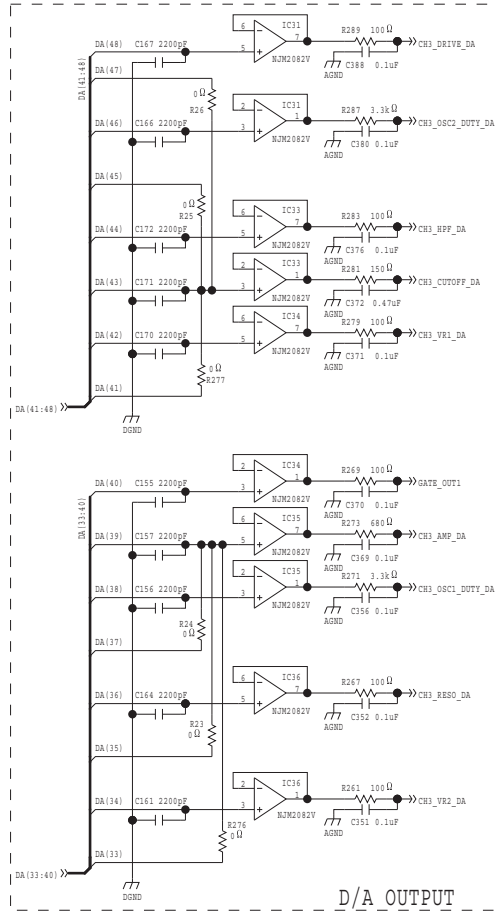 DA(41:48)
DA(48) C167 2200pF
6 5 7
IC31
NJM2082V
R289 100Ω
CH3_DRIVE_DA
AGND C388 0.1uF
DA(47)
0Ω
R26
DA(46) C166 2200pF
2 3 1
IC31
NJM2082V
R287 3.3kΩ
CH3_OSC2_DUTY_DA
AGND C380 0.1uF
DA(45)
0Ω
R25
DA(44) C172 2200pF
6 5 7
IC33
NJM2082V
R283 100Ω
CH3_HPF_DA
AGND C376 0.1uF
DA(43) C171 2200pF
2 3 1
IC33
NJM2082V
R281 150Ω
CH3_CUTOFF_DA
AGND C372 0.47uF
DA(42) C170 2200pF
6 5 7
IC34
NJM2082V
R279 100Ω
CH3_VR1_DA
AGND C371 0.1uF
0Ω
R277
DA(41)
DA(41:48)
DGND
DA(33:40)
DA(40) C155 2200pF
2 3 1
IC34
NJM2082V
R269 100Ω
GATE_OUT1
AGND C370 0.1uF
DA(39) C157 2200pF
6 5 7
IC35
NJM2082V
R273 680Ω
CH3_AMP_DA
AGND C369 0.1uF
DA(38) C156 2200pF
2 3 1
IC35
NJM2082V
R271 3.3kΩ
CH3_OSC1_DUTY_DA
AGND C356 0.1uF
R24
0Ω
DA(37)
DA(36) C164 2200pF
6 5 7
IC36
NJM2082V
R267 100Ω
CH3_RESO_DA
AGND C352 0.1uF
R23
0Ω
DA(35)
DA(34) C161 2200pF
2 3 1
IC36
NJM2082V
R261 100Ω
CH3_VR2_DA
AGND C351 0.1uF
R276
0Ω
DA(33)
DA(33:40)
DGND
D/A OUTPUT